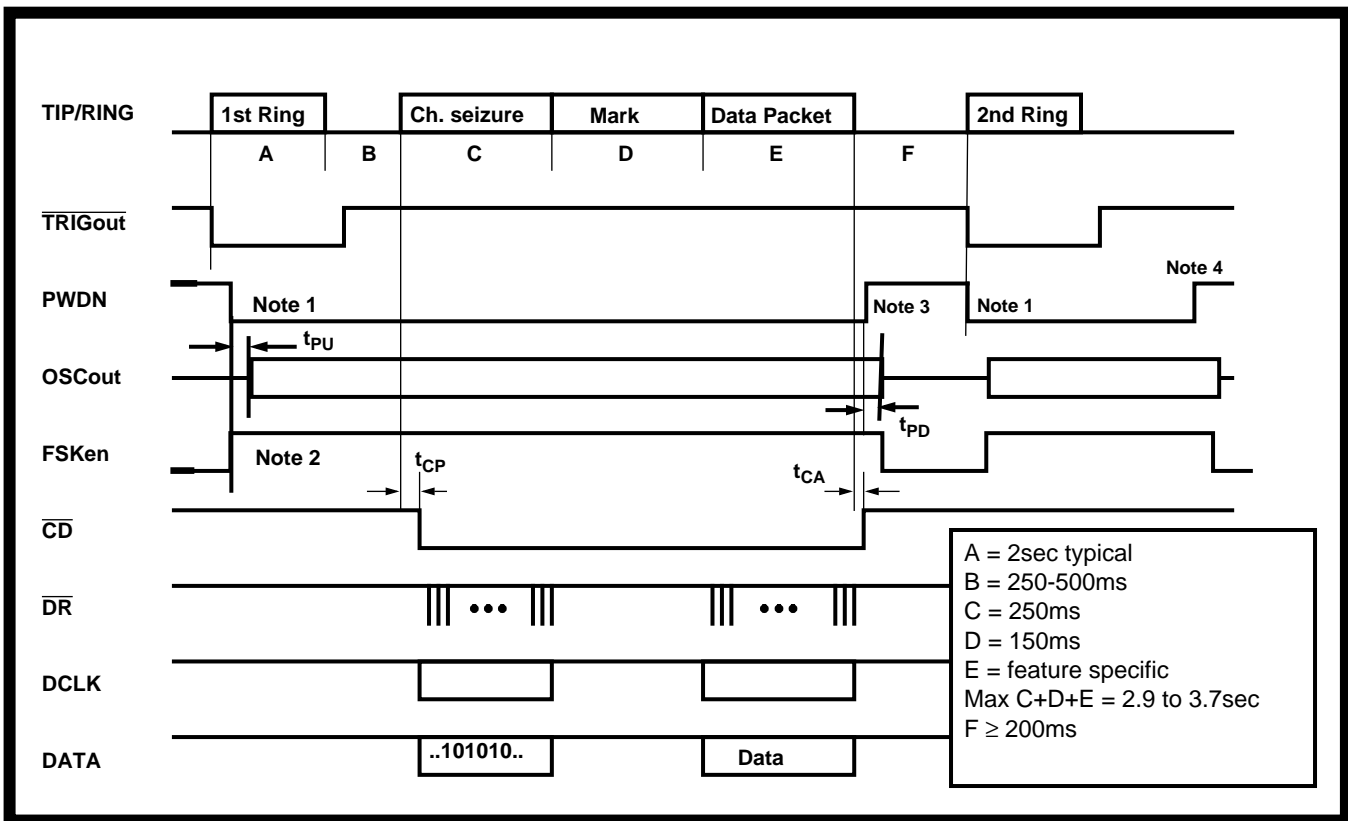 TIP/RING
1st Ring
Ch. seizure
Mark
Data Packet
2nd Ring
A
B
C
D
E
F
TRIGout
Note 4
PWDN
Note 1
Note 3
Note 1
tPU
OSCout
tPD
FSKen
Note 2
tCP
tCA
CD
DR
DCLK
DATA
..101010..
Data
A = 2sec typical
B = 250-500ms
C = 250ms
D = 150ms
E = feature specific
Max C+D+E = 2.9 to 3.7sec
F ≥ 200ms